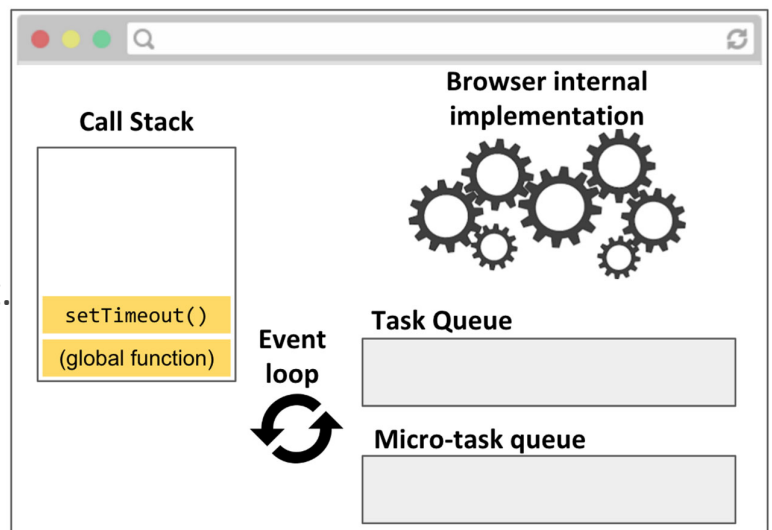 Browser internal
implementation
Call Stack
setTimeout()
(global function)
Event
loop
Task Queue
Micro-task queue